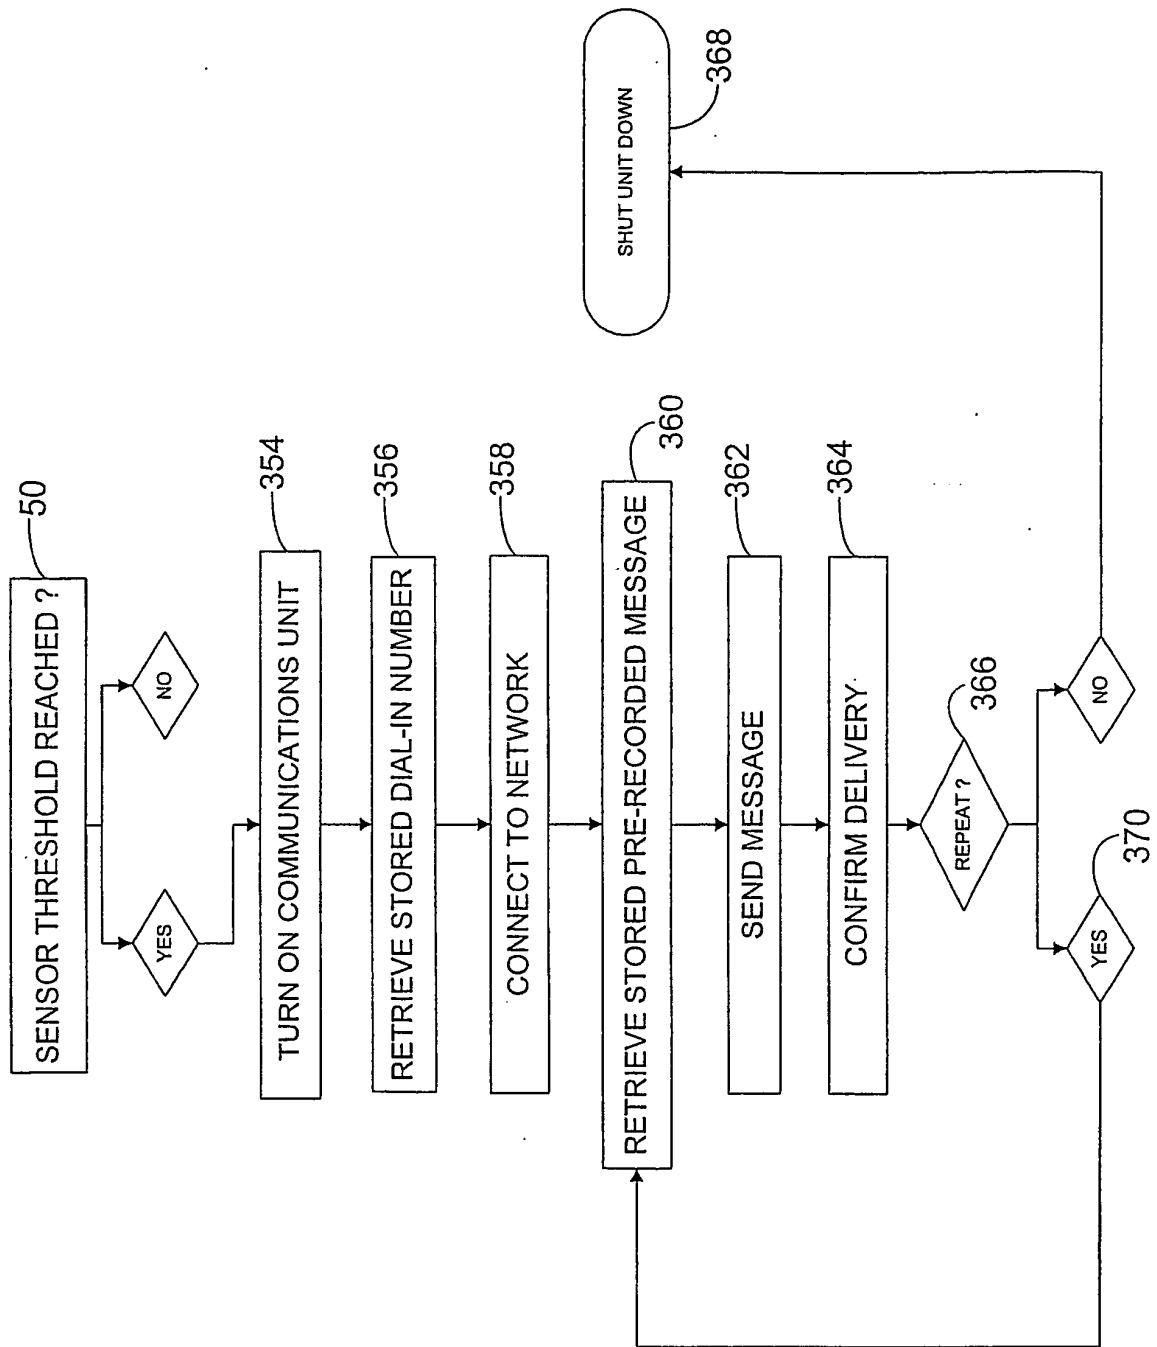 50
SENSOR THRESHOLD REACHED ?
YES
NO
354
TURN ON COMMUNICATIONS UNIT
356
RETRIEVE STORED DIAL-IN NUMBER
358
CONNECT TO NETWORK
360
RETRIEVE STORED PRE-RECORDED MESSAGE
362
SEND MESSAGE
364
CONFIRM DELIVERY
366
REPEAT ?
370
YES
NO
SHUT UNIT DOWN
368